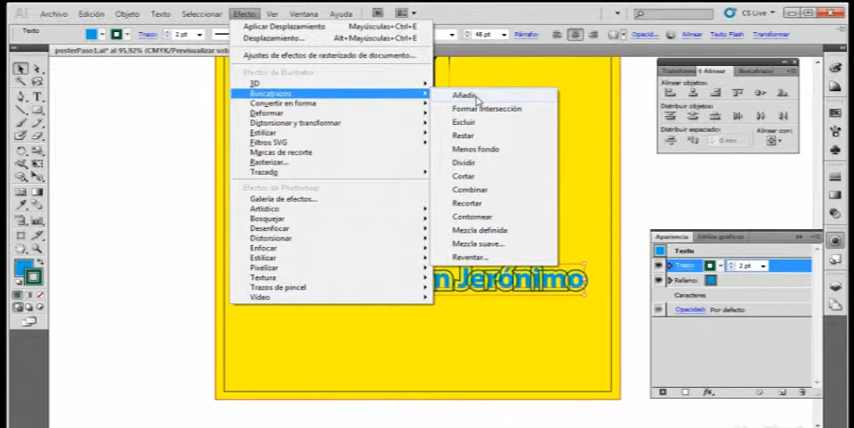 Archivo Edición Objeto Texto Seleccionar Efecto Ver Ventana Ayuda CS Live
Texto Trazo: 2 pt 48 pt Párrafo: Opacid... Alinear Texto Flash Transformar
posterPaso1.ai* al 95,92% (CMYK/Previsualizar sob
Aplicar Desplazamiento Mayúsculas+Ctrl+E
Desplazamiento... Alt+Mayúsculas+Ctrl+E
Ajustes de efectos de rasterizado de documento...
Efectos de Illustrator
3D
Buscatrazos
Convertir en forma
Deformar
Distorsionar y transformar
Estilizar
Filtros SVG
Marcas de recorte
Rasterizar...
Trazado
Efectos de Photoshop
Galería de efectos...
Artístico
Bosquejar
Desenfocar
Distorsionar
Enfocar
Estilizar
Pixelizar
Textura
Trazos de pincel
Vídeo
Añadir
Formar intersección
Excluir
Restar
Menos fondo
Dividir
Cortar
Combinar
Recortar
Contornear
Mezcla definida
Mezcla suave...
Reventar...
n Jerónimo
Transforma Alinear Buscatrazos
Alinear objetos:
Distribuir objetos:
Distribuir espaciado: Alinear con:
0 mm
Apariencia Estilos gráficos
Texto
Trazo: 2 pt
Relleno:
Caracteres
Opacidad: Por defecto
fx